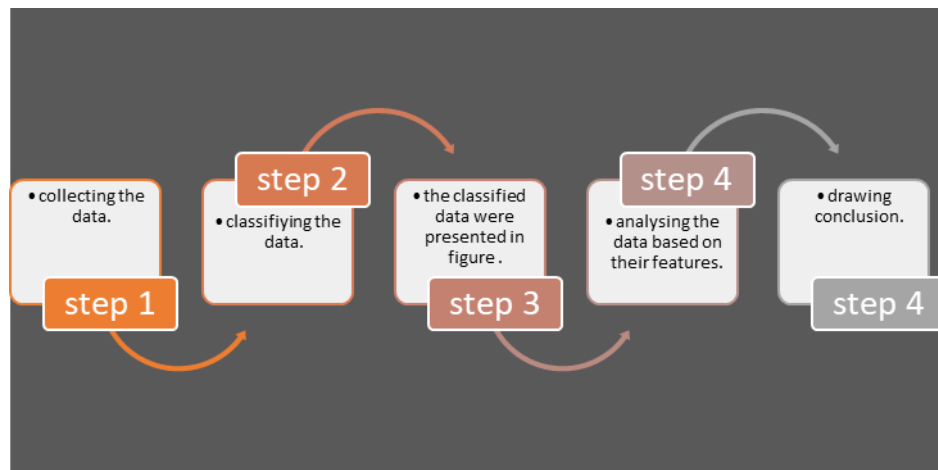 • collecting the
data.
step 1
step 2
• classifiying the
data.
• the classified
data were
presented in
figure .
step 3
step 4
• analysing the
data based on
their features.
• drawing
conclusion.
step 4